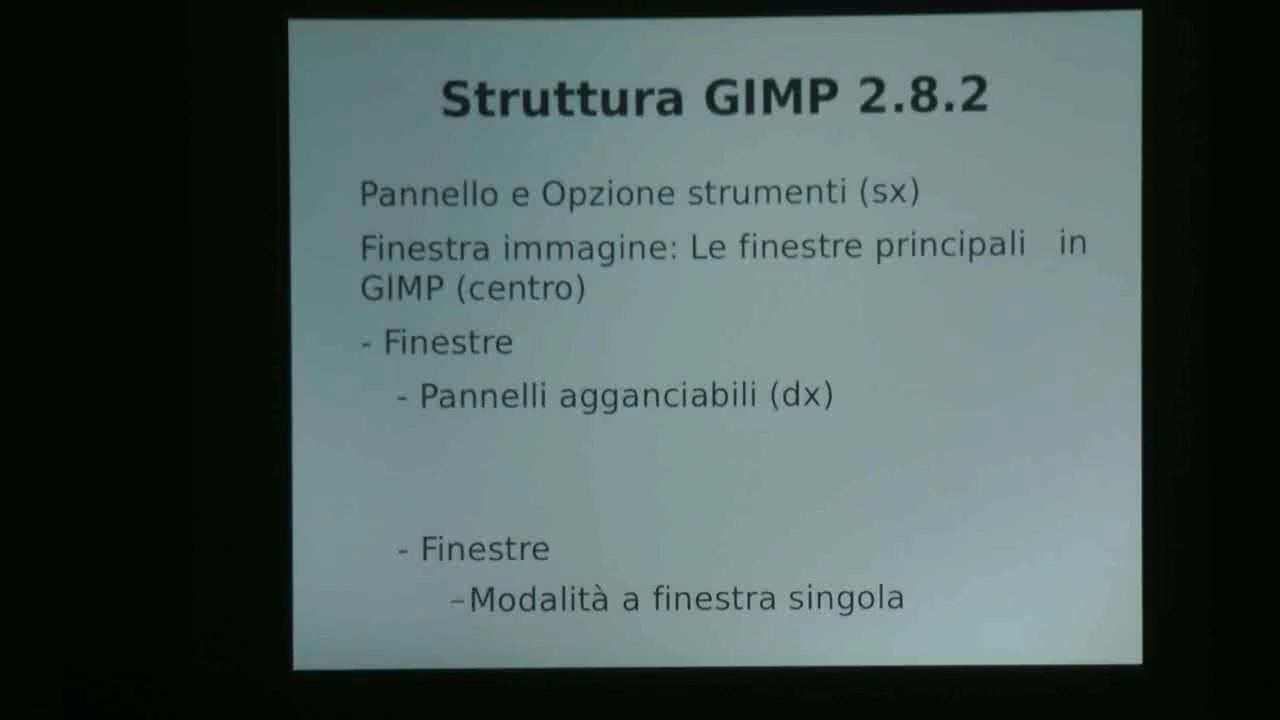 Struttura GIMP 2.8.2
Pannello e Opzione strumenti (sx)
Finestra immagine: Le finestre principali in
GIMP (centro)
- Finestre
- Pannelli agganciabili (dx)
- Finestre
–Modalità a finestra singola